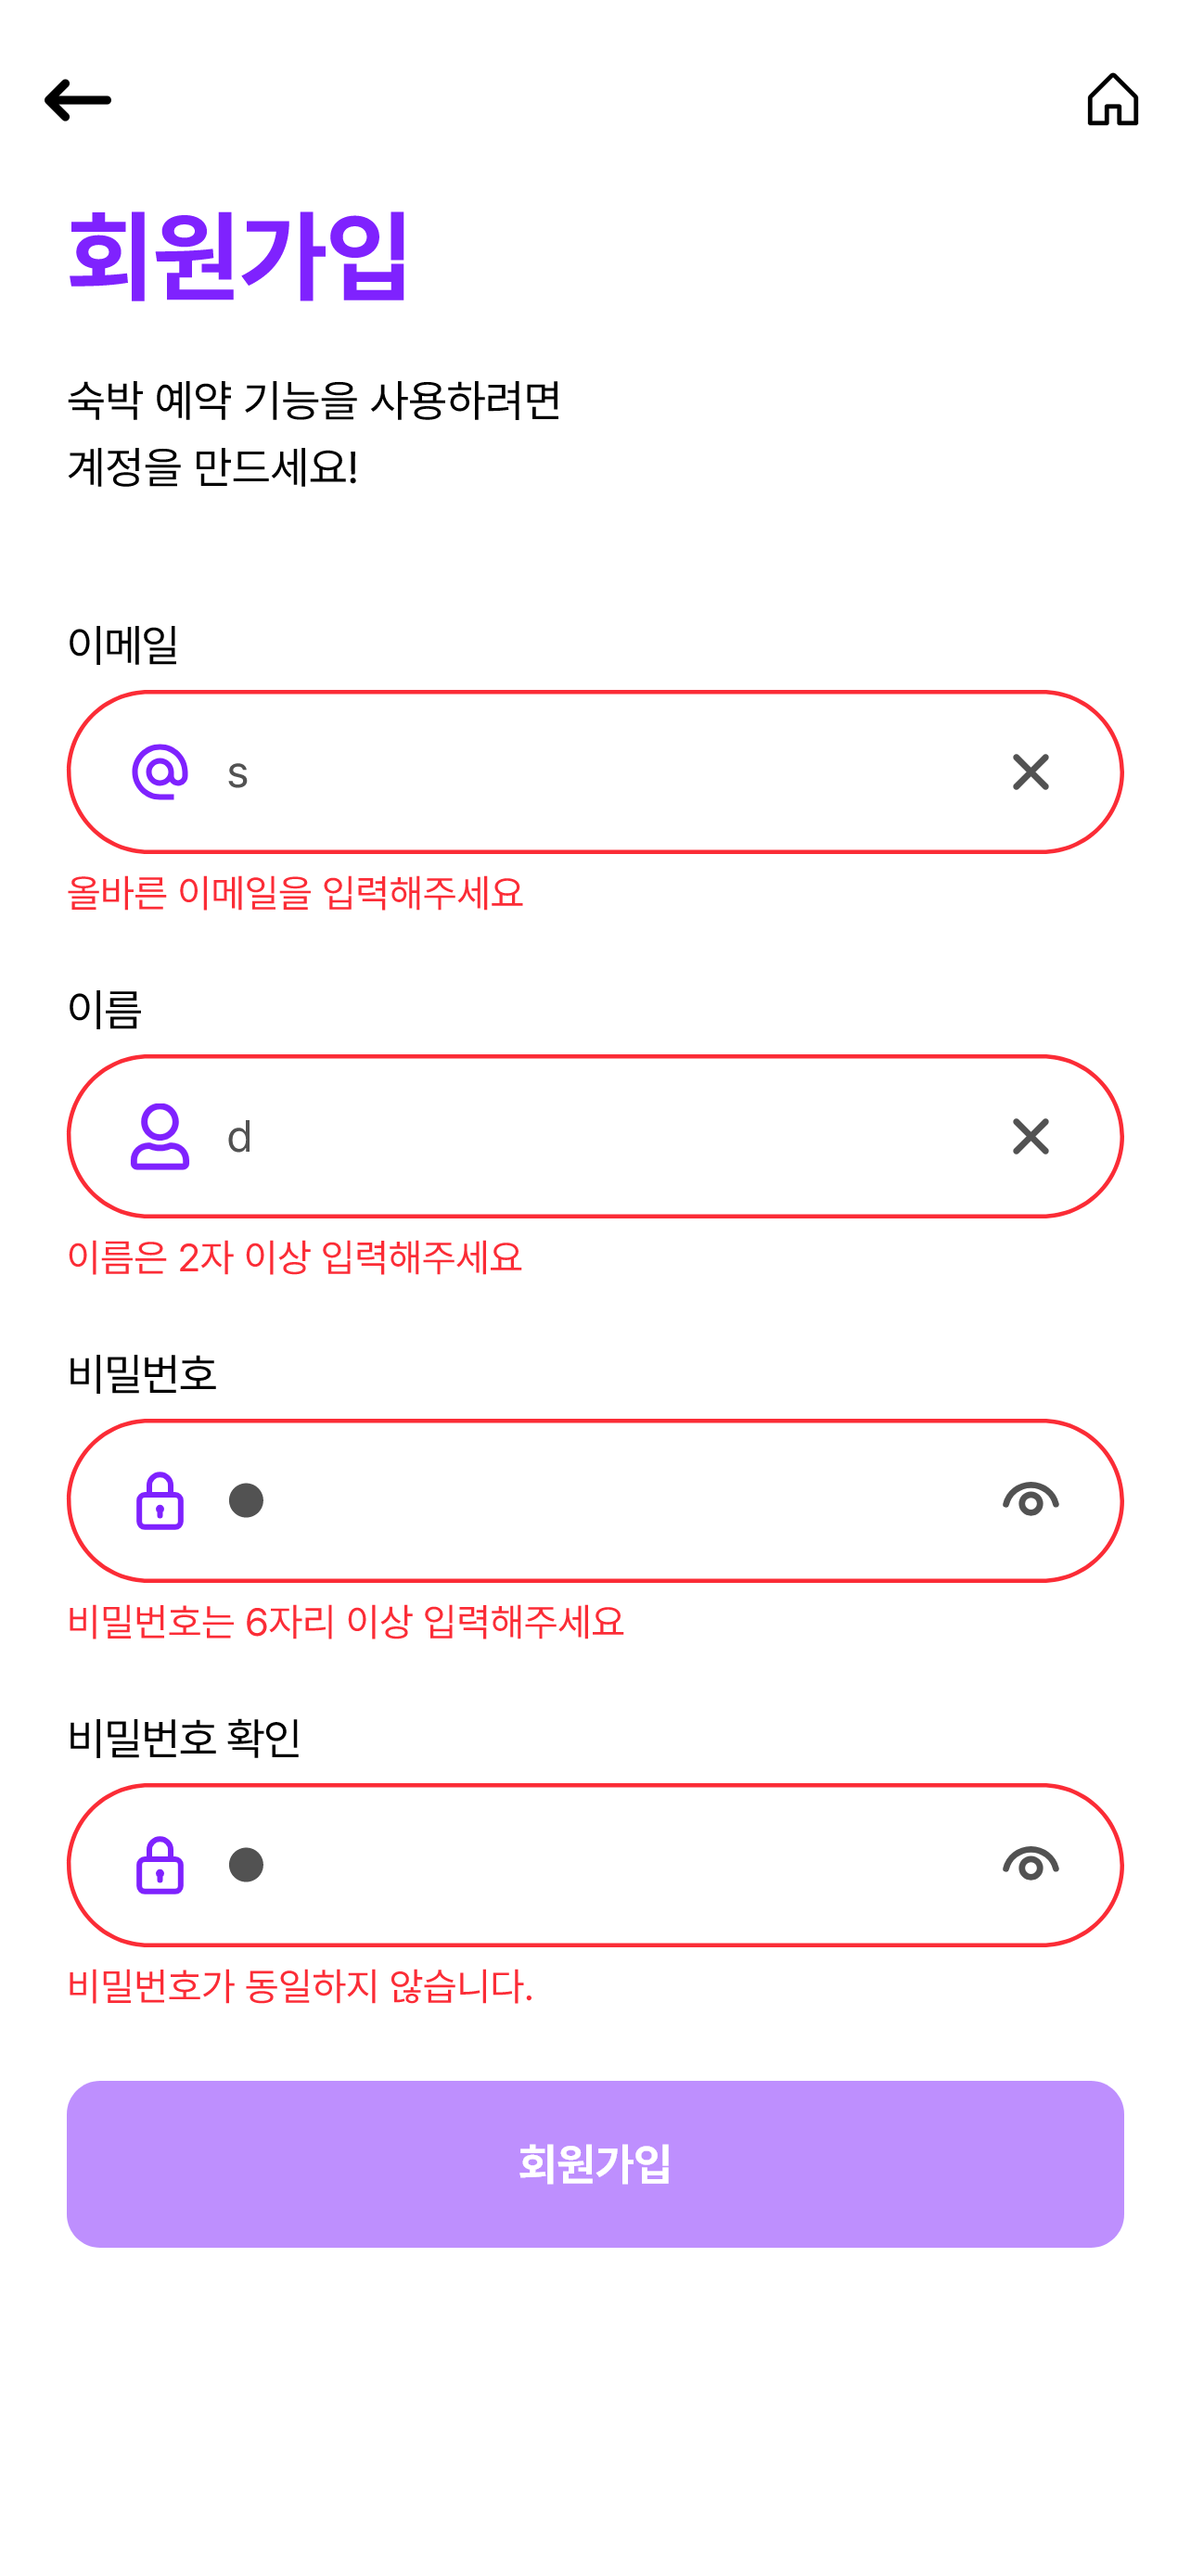 회원가입
숙박 예약 기능을 사용하려면
계정을 만드세요!
이메일
s
올바른 이메일을 입력해주세요
이름
d
이름은 2자 이상 입력해주세요
비밀번호
●
비밀번호는 6자리 이상 입력해주세요
비밀번호 확인
●
비밀번호가 동일하지 않습니다.
회원가입